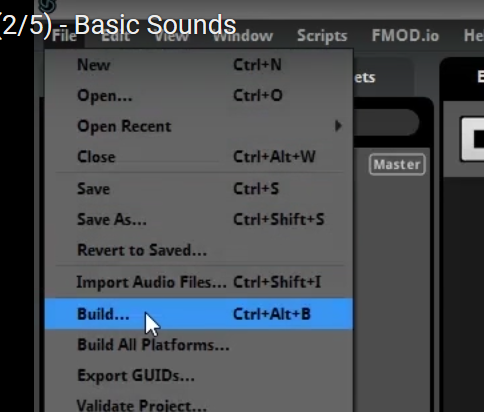 (2/5) - Basic Sounds
File Edit View Window Scripts FMOD.io He
New Ctrl+N
ets
Open... Ctrl+O
Open Recent
Close Ctrl+Alt+W
Master
Save Ctrl+S
Save As... Ctrl+Shift+S
Revert to Saved...
Import Audio Files... Ctrl+Shift+I
Build... Ctrl+Alt+B
Build All Platforms...
Export GUIDs...
Validate Project...